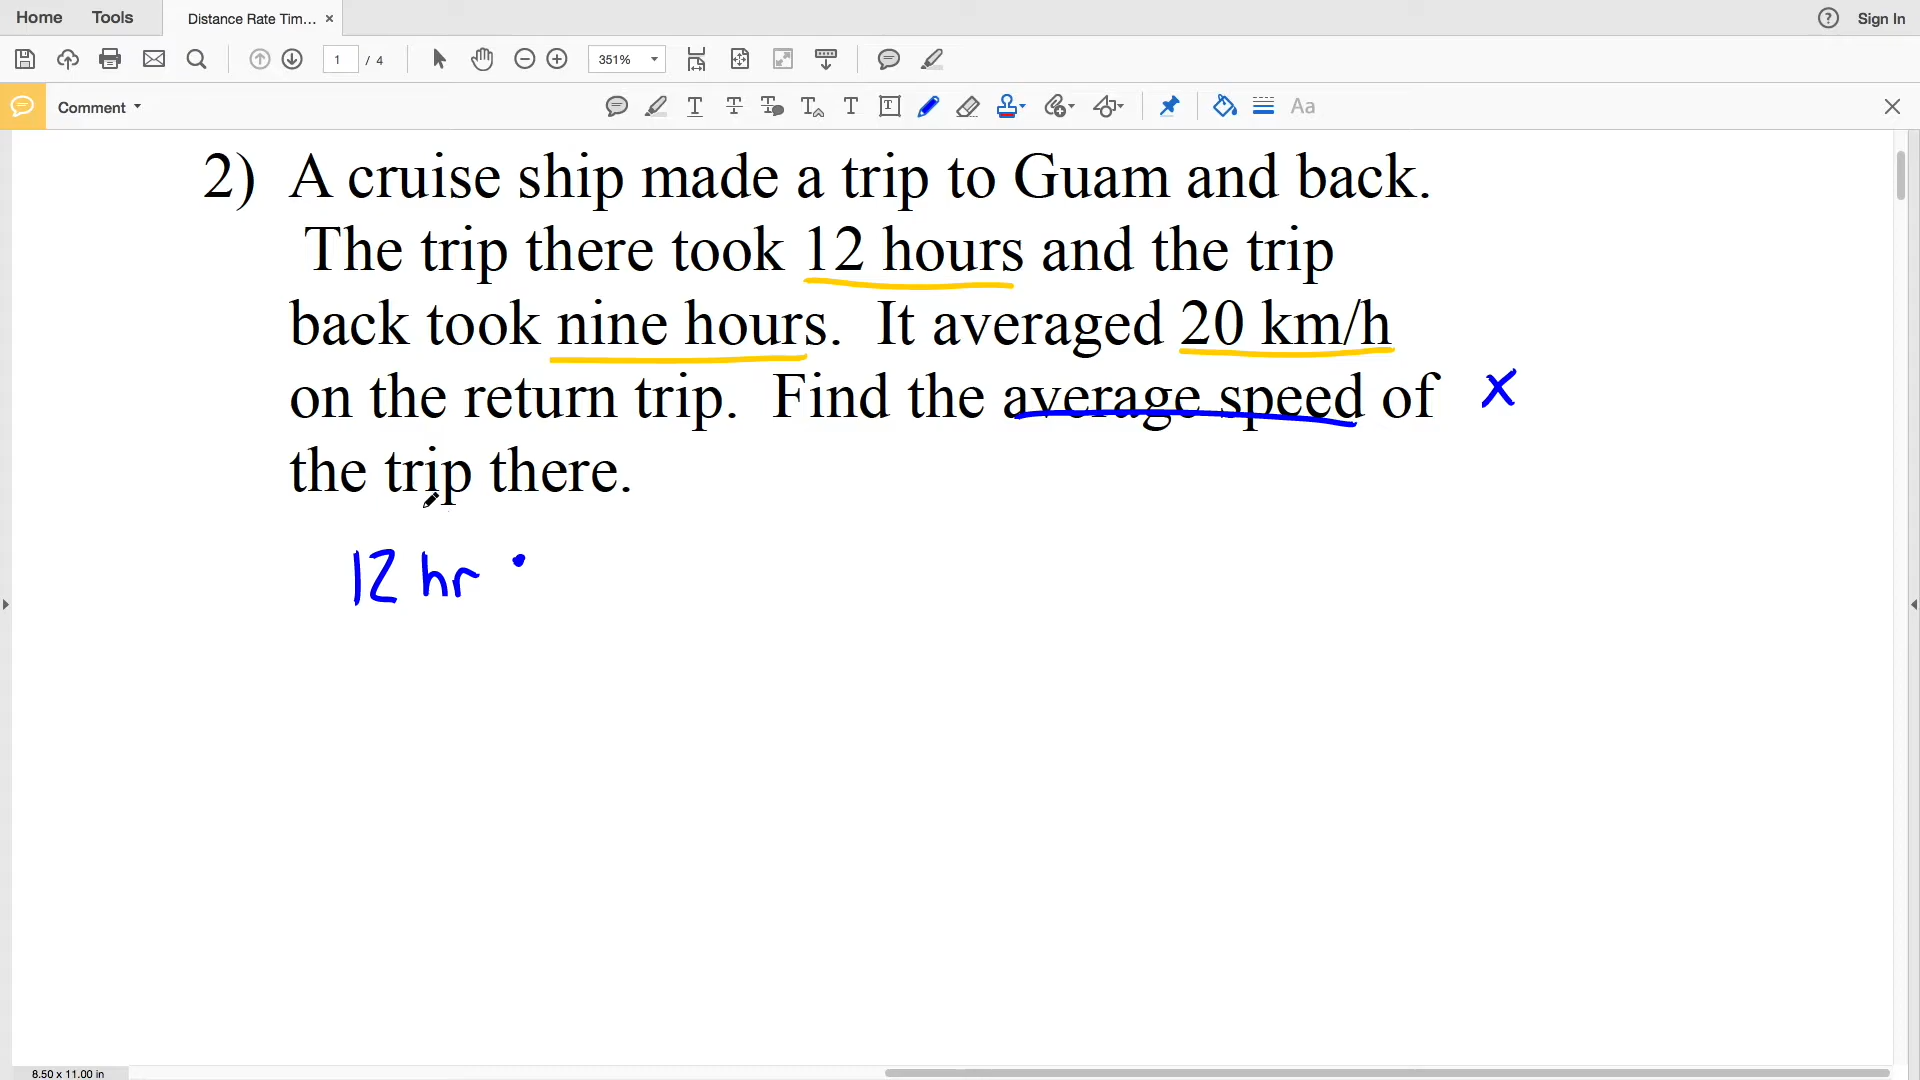 Home Tools Distance Rate Tim... × ? Sign In
1 / 4 351%
Comment T T T T T T Aa
2) A cruise ship made a trip to Guam and back.
The trip there took 12 hours and the trip
back took nine hours. It averaged 20 km/h
on the return trip. Find the average speed of x
the trip there.
12 hr ·
8.50 x 11.00 in